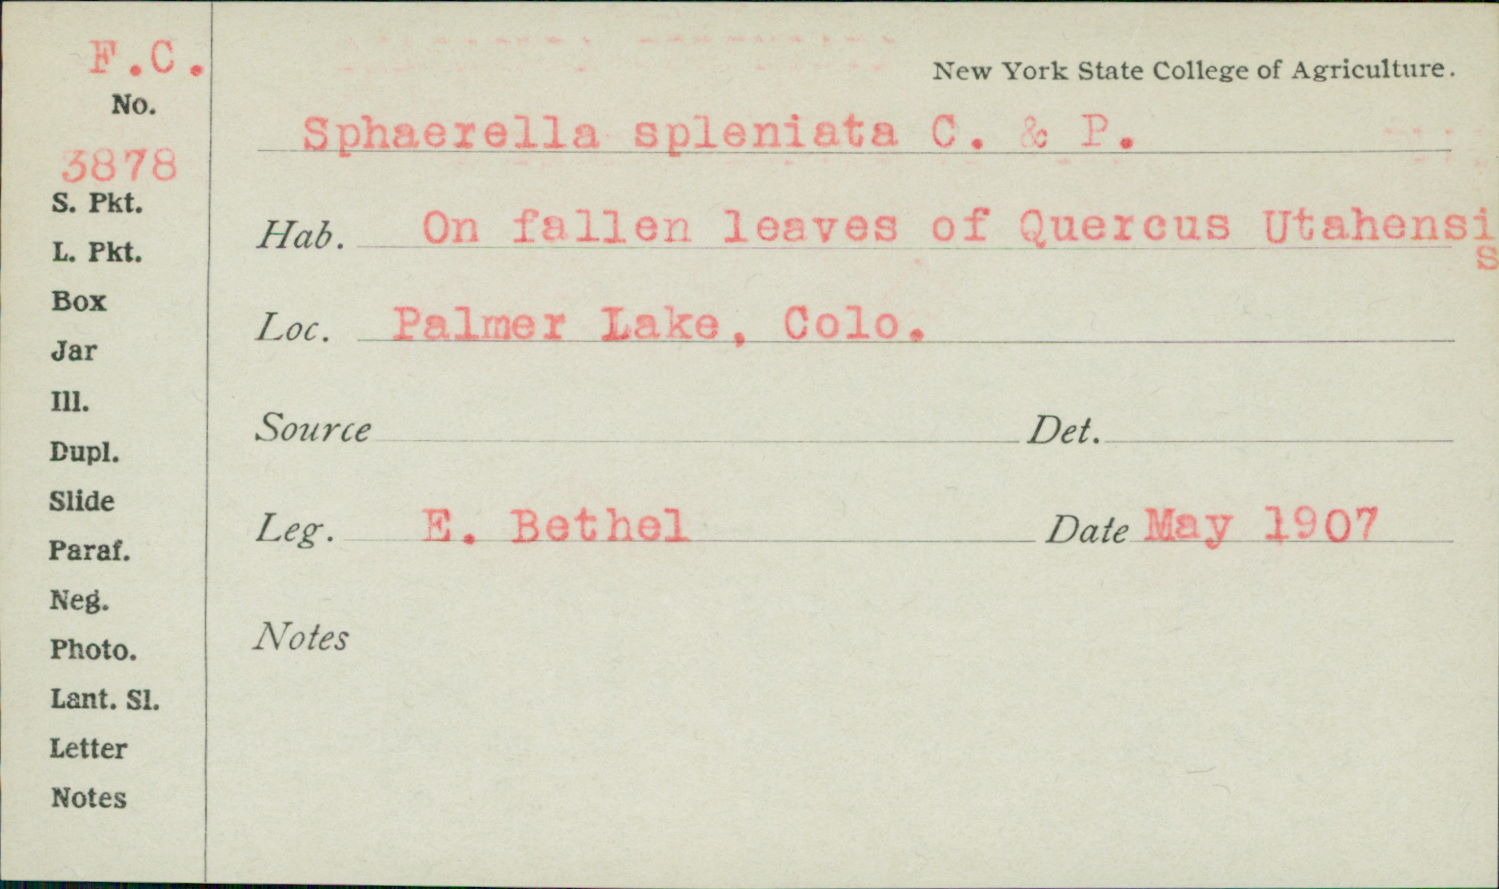 F.C.
New York State College of Agriculture.
No.
Sphaerella spleniata C. & P.
3878
S. Pkt.
Hab. On fallen leaves of Quercus Utahensis
L. Pkt.
Box
Loc. Palmer Lake, Colo.
Jar
Ill.
Source Det.
Dupl.
Slide
Leg. E. Bethel Date May 1907
Paraf.
Neg.
Notes
Photo.
Lant. Sl.
Letter
Notes